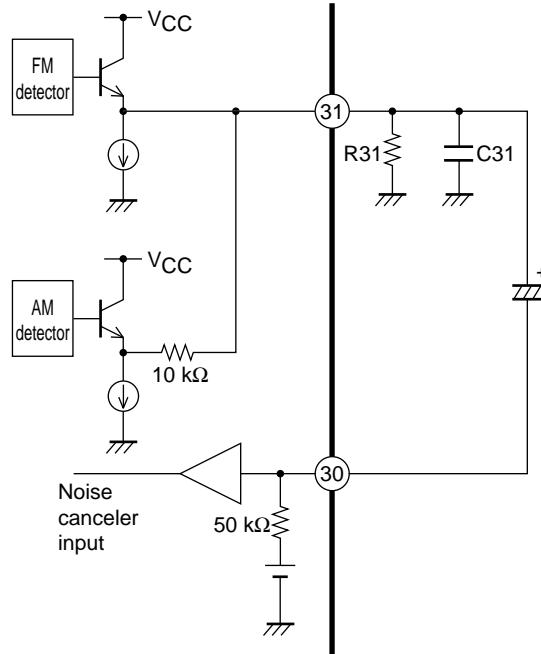 VCC
FM
detector
31
R31
C31
+
VCC
AM
detector
10 kΩ
30
Noise
canceler
input
50 kΩ